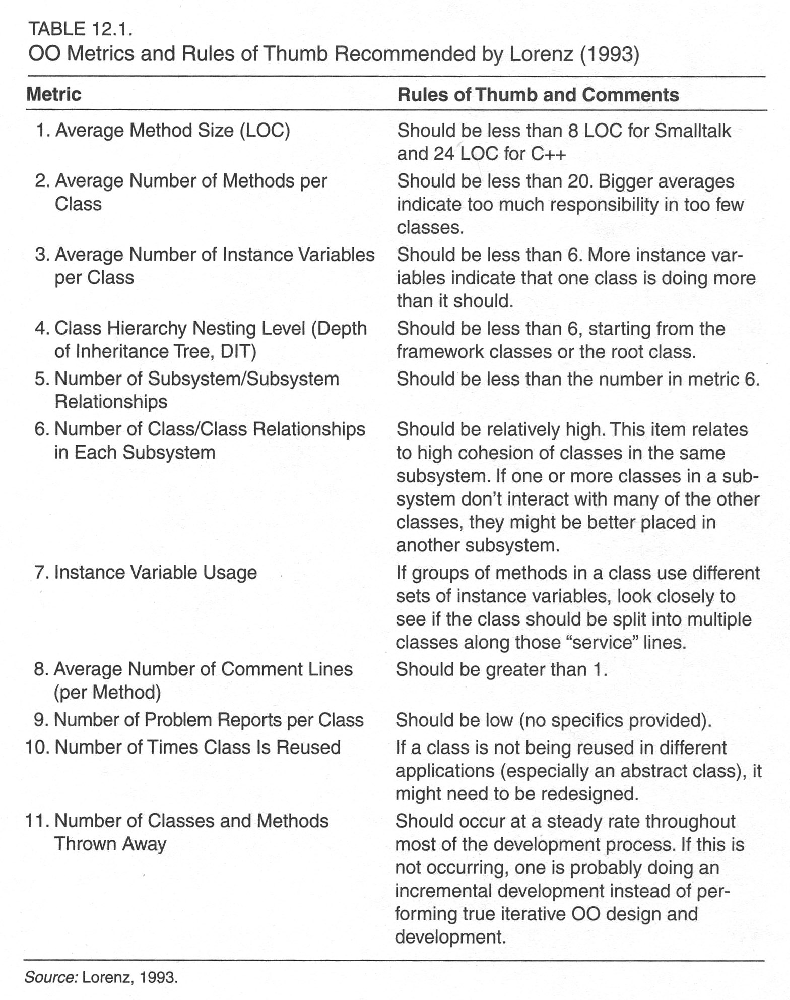 TABLE 12.1.
OO Metrics and Rules of Thumb Recommended by Lorenz (1993)
Metric Rules of Thumb and Comments
1. Average Method Size (LOC) Should be less than 8 LOC for Smalltalk
and 24 LOC for C++
2. Average Number of Methods per Should be less than 20. Bigger averages
Class indicate too much responsibility in too few
classes.
3. Average Number of Instance Variables Should be less than 6. More instance var-
per Class iables indicate that one class is doing more
than it should.
4. Class Hierarchy Nesting Level (Depth Should be less than 6, starting from the
of Inheritance Tree, DIT) framework classes or the root class.
5. Number of Subsystem/Subsystem Should be less than the number in metric 6.
Relationships
6. Number of Class/Class Relationships Should be relatively high. This item relates
in Each Subsystem to high cohesion of classes in the same
subsystem. If one or more classes in a sub-
system don't interact with many of the other
classes, they might be better placed in
another subsystem.
7. Instance Variable Usage If groups of methods in a class use different
sets of instance variables, look closely to
see if the class should be split into multiple
classes along those “service” lines.
8. Average Number of Comment Lines Should be greater than 1.
(per Method)
9. Number of Problem Reports per Class Should be low (no specifics provided).
10. Number of Times Class Is Reused If a class is not being reused in different
applications (especially an abstract class), it
might need to be redesigned.
11. Number of Classes and Methods Should occur at a steady rate throughout
Thrown Away most of the development process. If this is
not occurring, one is probably doing an
incremental development instead of per-
forming true iterative OO design and
development.
Source: Lorenz, 1993.